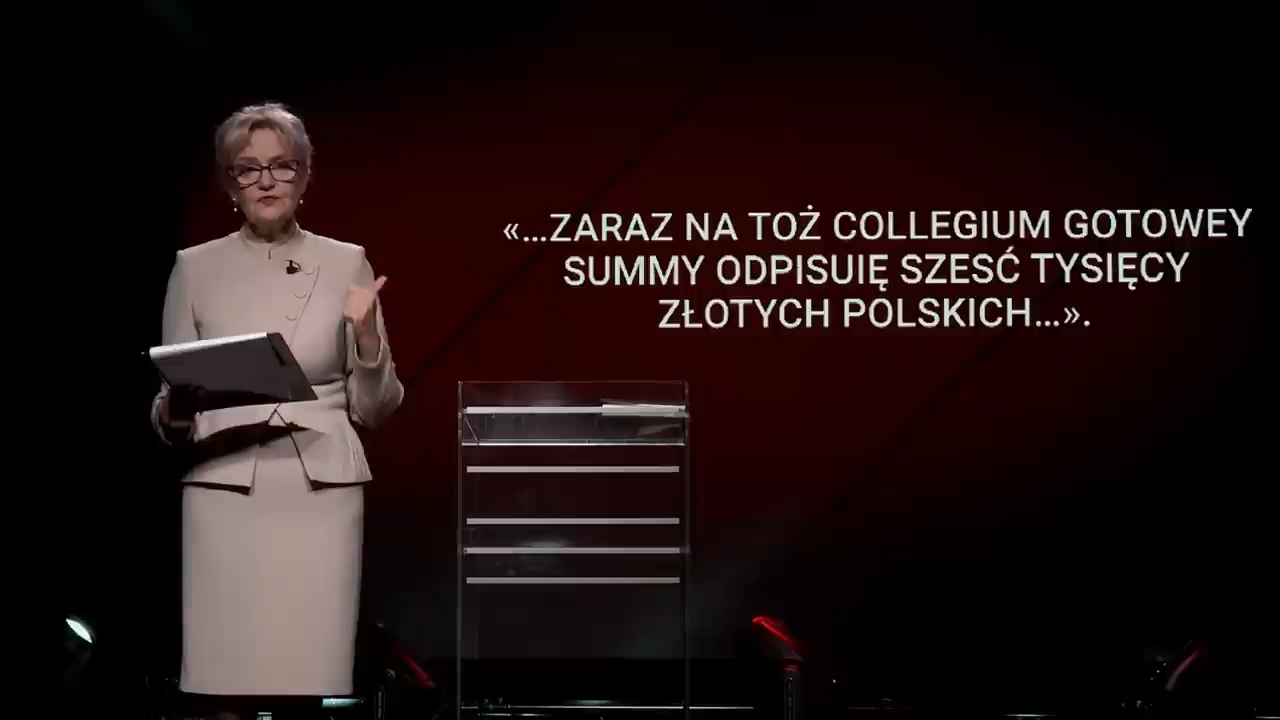 «...ZARAZ NA TOŻ COLLEGIUM GOTOWEY
SUMMY ODPISUIĘ SZESĆ TYSIĘCY
ZŁOTYCH POLSKICH...».